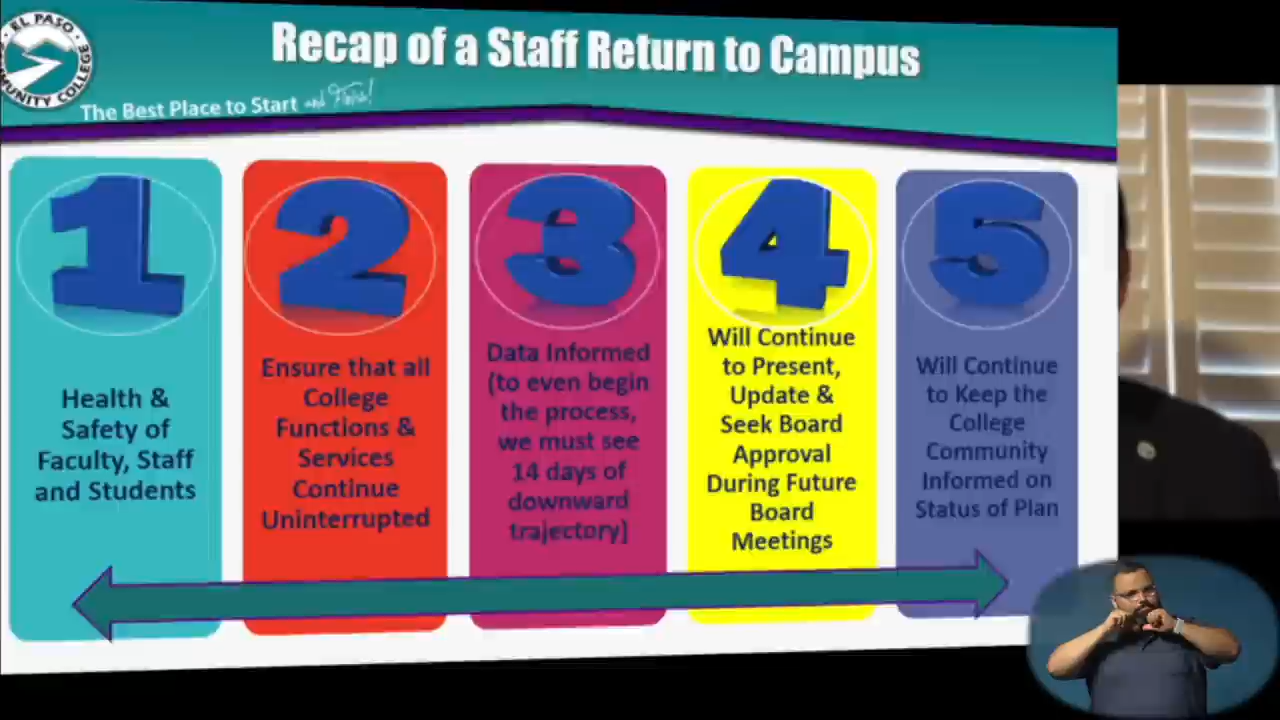 EL PASO
COMMUNITY COLLEGE
Recap of a Staff Return to Campus
The Best Place to Start and Finish!
1
Health &
Safety of
Faculty, Staff
and Students
2
Ensure that all
College
Functions &
Services
Continue
Uninterrupted
3
Data Informed
(to even begin
the process,
we must see
14 days of
downward
trajectory)
4
Will Continue
to Present,
Update &
Seek Board
Approval
During Future
Board
Meetings
5
Will Continue
to Keep the
College
Community
Informed on
Status of Plan